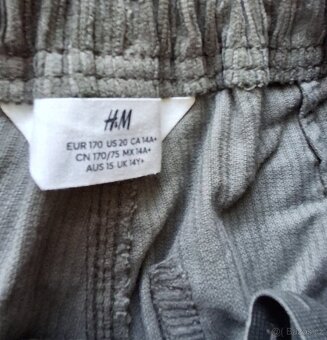 H&M
EUR 170 US 20 CA 14A+
CN 170/75 MX 14A+
AUS 15 UK 14Y+